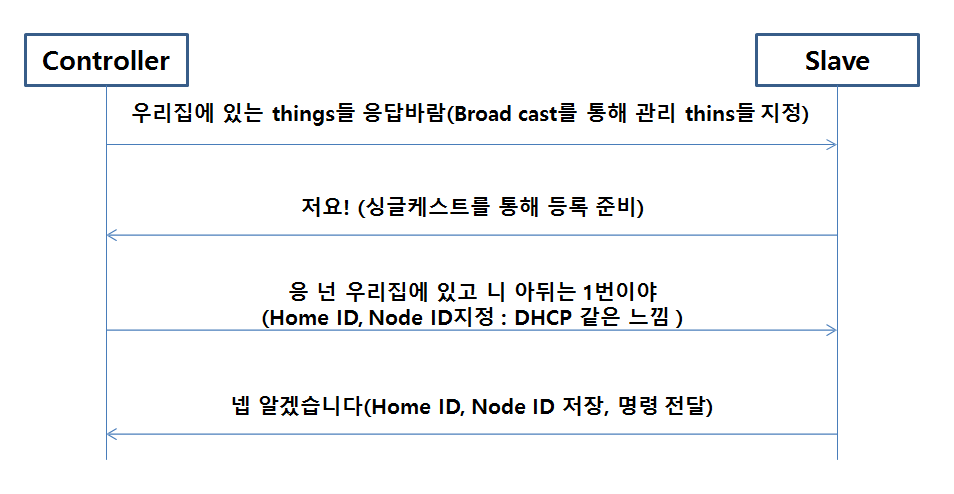 Controller
Slave
우리집에 있는 things들 응답바람(Broad cast를 통해 관리 thins들 지정)
저요! (싱글케스트를 통해 등록 준비)
응 넌 우리집에 있고 니 아뒤는 1번이야
(Home ID, Node ID지정 : DHCP 같은 느낌 )
넵 알겠습니다(Home ID, Node ID 저장, 명령 전달)